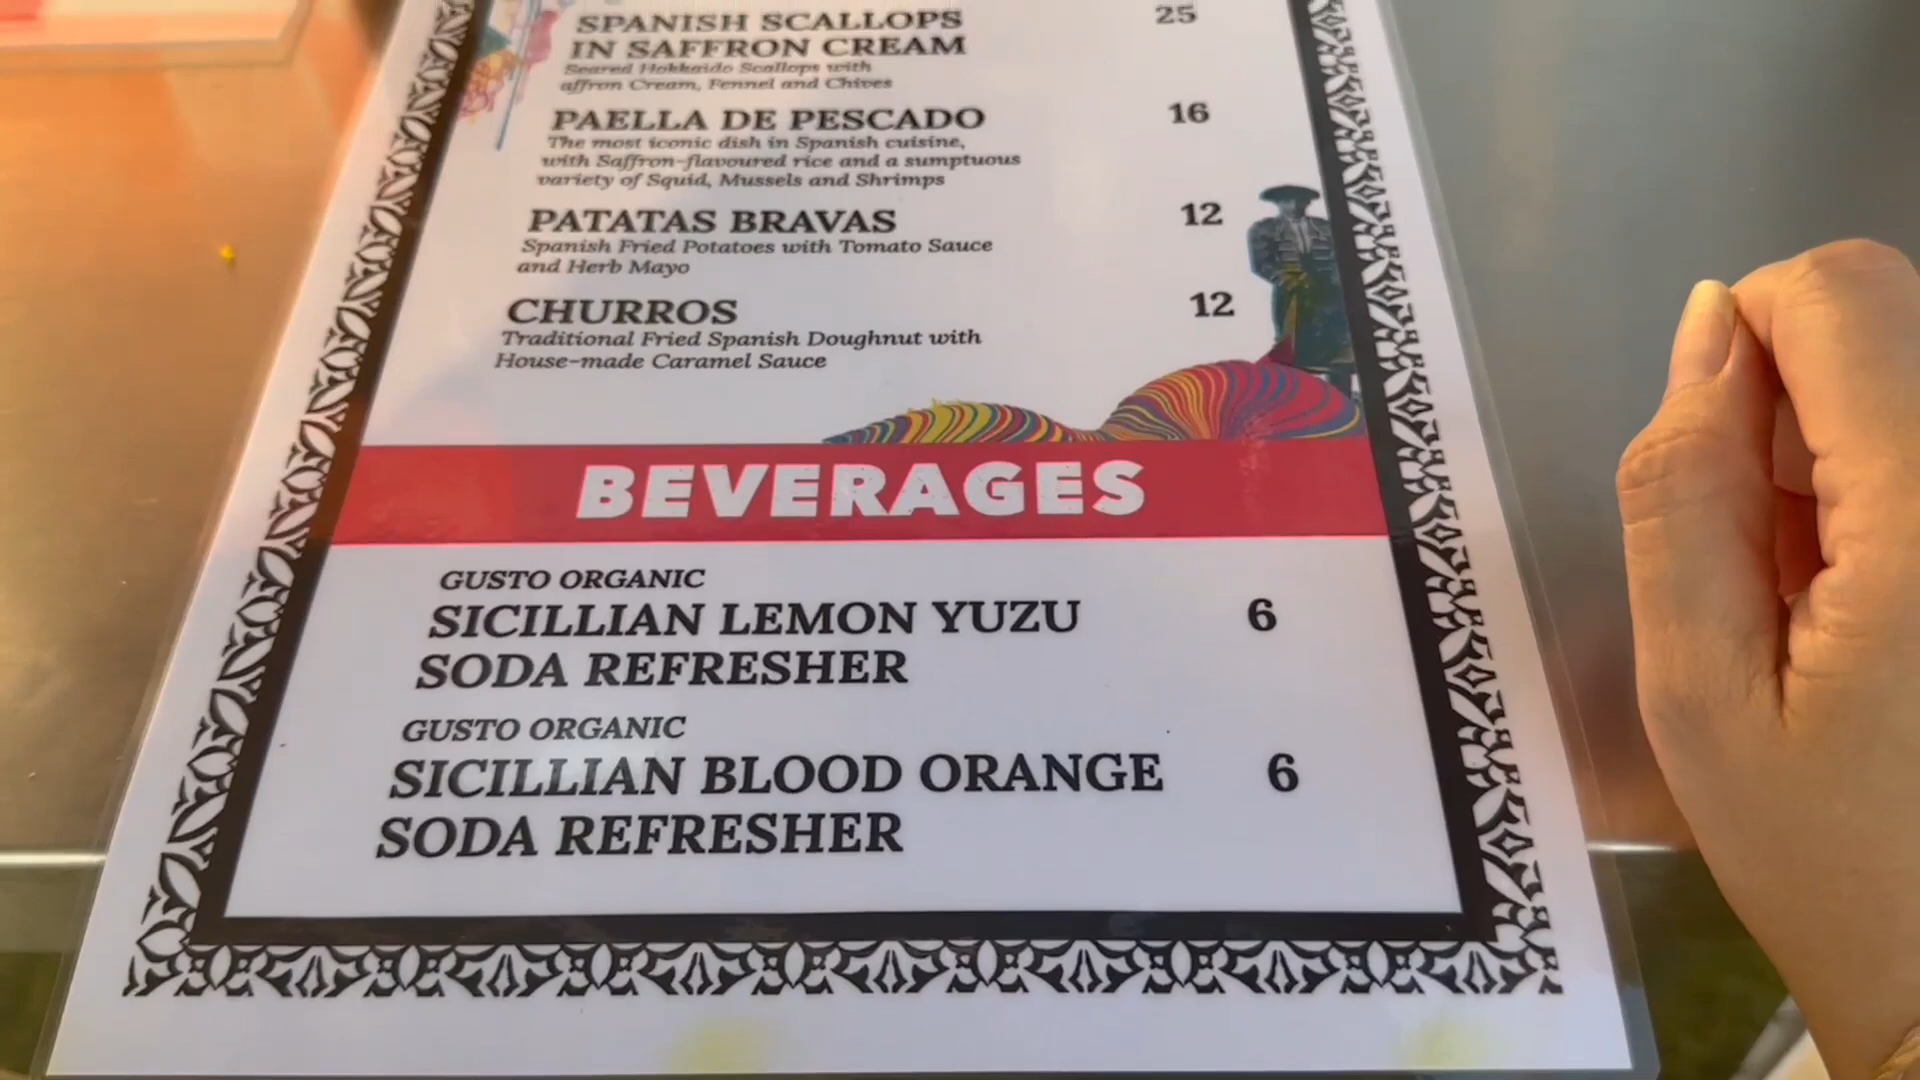 SPANISH SCALLOPS 25
IN SAFFRON CREAM
Seared Hokkaido Scallops with
affron Cream, Fennel and Chives
PAELLA DE PESCADO 16
The most iconic dish in Spanish cuisine,
with Saffron-flavoured rice and a sumptuous
variety of Squid, Mussels and Shrimps
PATATAS BRAVAS 12
Spanish Fried Potatoes with Tomato Sauce
and Herb Mayo
CHURROS 12
Traditional Fried Spanish Doughnut with
House-made Caramel Sauce
BEVERAGES
GUSTO ORGANIC
SICILLIAN LEMON YUZU 6
SODA REFRESHER
GUSTO ORGANIC
SICILLIAN BLOOD ORANGE 6
SODA REFRESHER